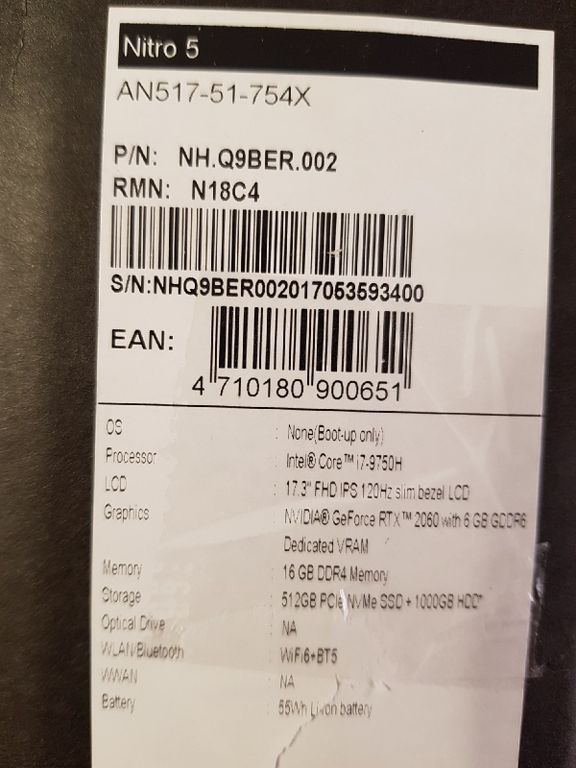 Nitro 5
AN517-51-754X
P/N: NH.Q9BER.002
RMN: N18C4
S/N:NHQ9BER002017053593400
EAN:
4 710180 900651
OS : None(Boot-up only)
Processor : Intel® Core™ i7-9750H
LCD : 17.3" FHD IPS 120Hz slim bezel LCD
Graphics : NVIDIA® GeForce RTX™ 2060 with 6 GB GDDR6
Dedicated VRAM
Memory : 16 GB DDR4 Memory
Storage : 512GB PCIe NVMe SSD + 1000GB HDD*
Optical Drive : NA
WLAN/Bluetooth : WiFi6+BT5
WWAN : NA
Battery : 55Wh Li-ion battery